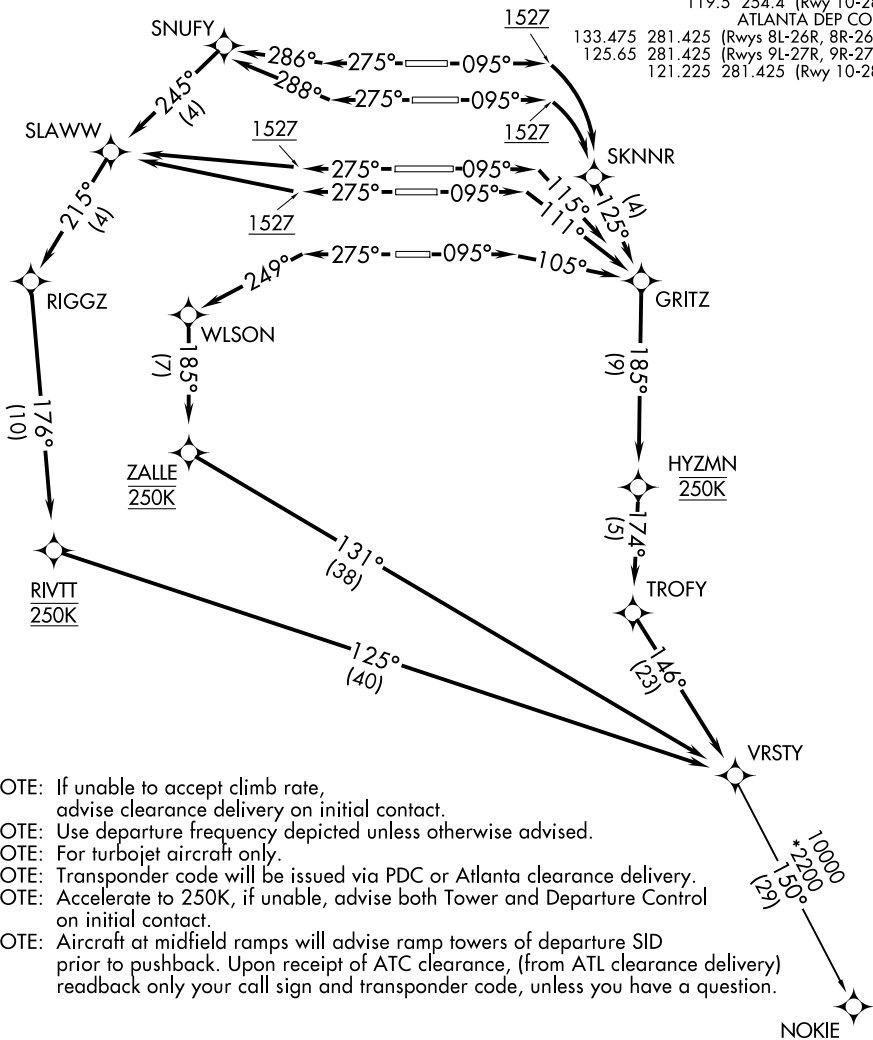 119.5 254.4 (Rwy 10-28
ATLANTA DEP CO
133.475 281.425 (Rwys 8L-26R, 8R-26
125.65 281.425 (Rwys 9L-27R, 9R-27
121.225 281.425 (Rwy 10-28
SNUFY
1527
286° 275° 095°
288° 275° 095°
245°
(4)
1527
SLAWW
1527
SKNNR
275° 095°
275° 095°
115°
111°
125°
(4)
1527
215°
(4)
249° 275° 095° 105°
RIGGZ
GRITZ
WLSON
185°
(7)
185°
(9)
176°
(10)
ZALLE
250K
HYZMN
250K
174°
(5)
131°
(38)
RIVTT
250K
TROFY
125°
(40)
146°
(23)
VRSTY
OTE: If unable to accept climb rate,
advise clearance delivery on initial contact.
OTE: Use departure frequency depicted unless otherwise advised.
OTE: For turbojet aircraft only.
OTE: Transponder code will be issued via PDC or Atlanta clearance delivery.
OTE: Accelerate to 250K, if unable, advise both Tower and Departure Control
on initial contact.
OTE: Aircraft at midfield ramps will advise ramp towers of departure SID
prior to pushback. Upon receipt of ATC clearance, (from ATL clearance delivery)
readback only your call sign and transponder code, unless you have a question.
10000
*2200
150°
(29)
NOKIE